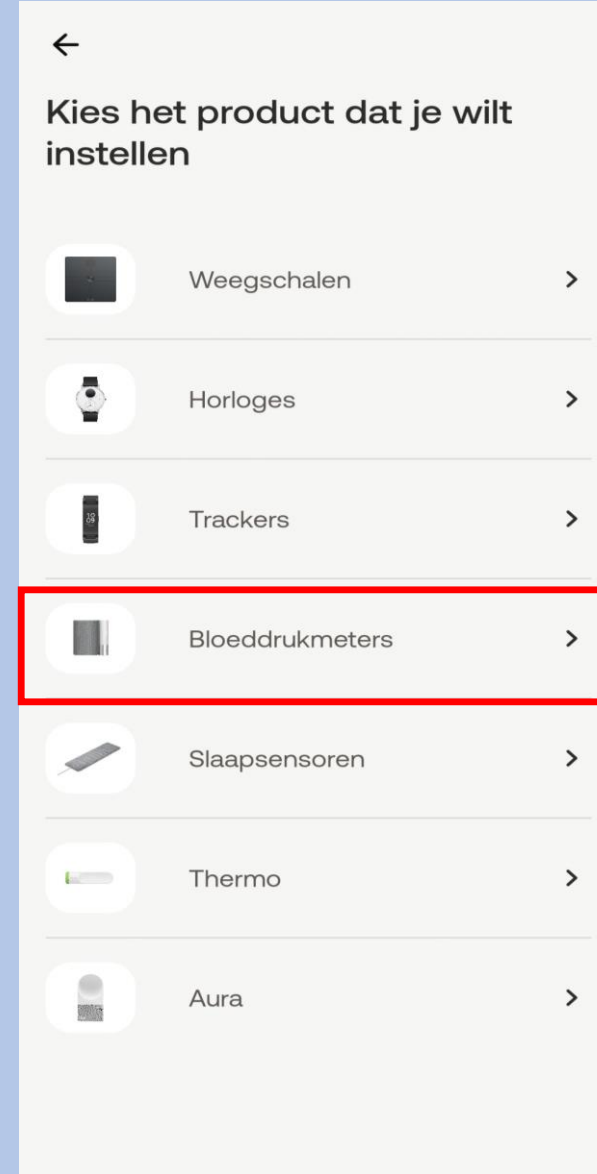 Kies het product dat je wilt
instellen
Weegschalen
Horloges
Trackers
Bloeddrukmeters
Slaapsensoren
Thermo
Aura